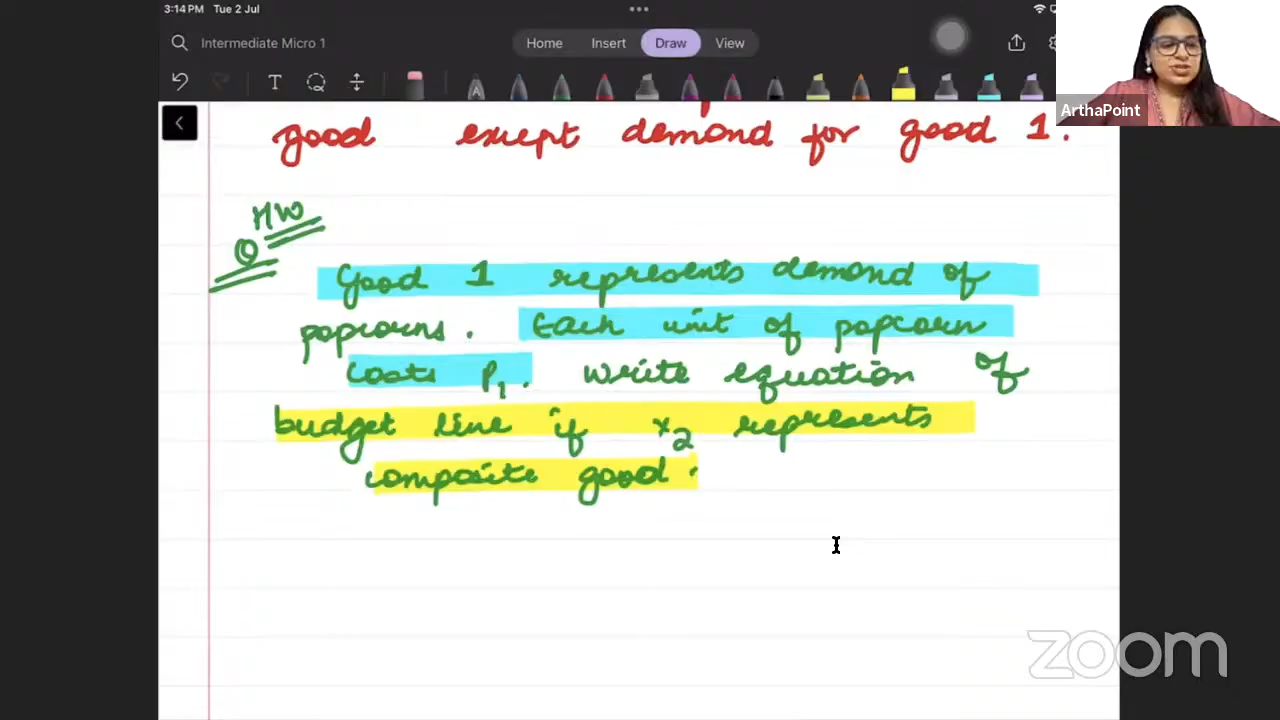 3:14 PM Tue 2 Jul
Intermediate Micro 1
Home Insert Draw View
T
A
ArthaPoint
good except demand for good 1.
HW
Q
Good 1 represents demand of
popcorns. Each unit of popcorn
costs P1. write equation of
budget line if x2 represents
composite good.
zoom